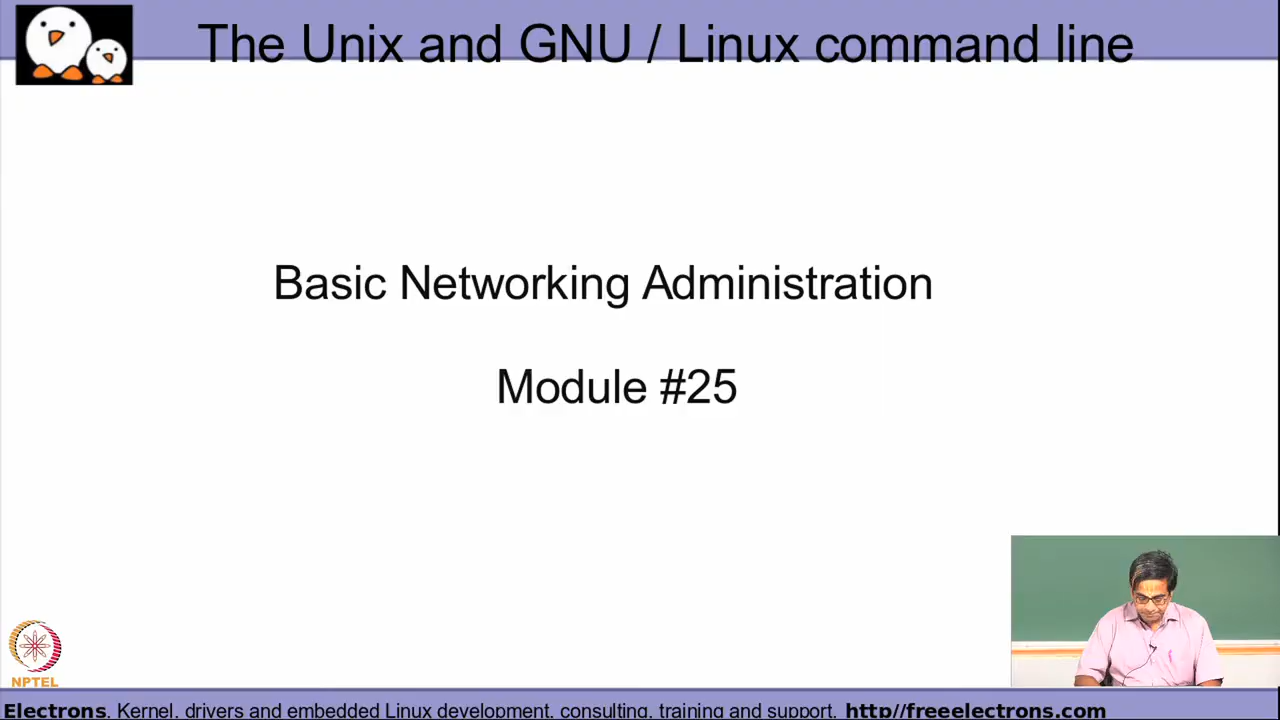 The Unix and GNU / Linux command line
Basic Networking Administration
Module #25
NPTEL
Electrons. Kernel, drivers and embedded Linux development, consulting, training and support. http//freeelectrons.com